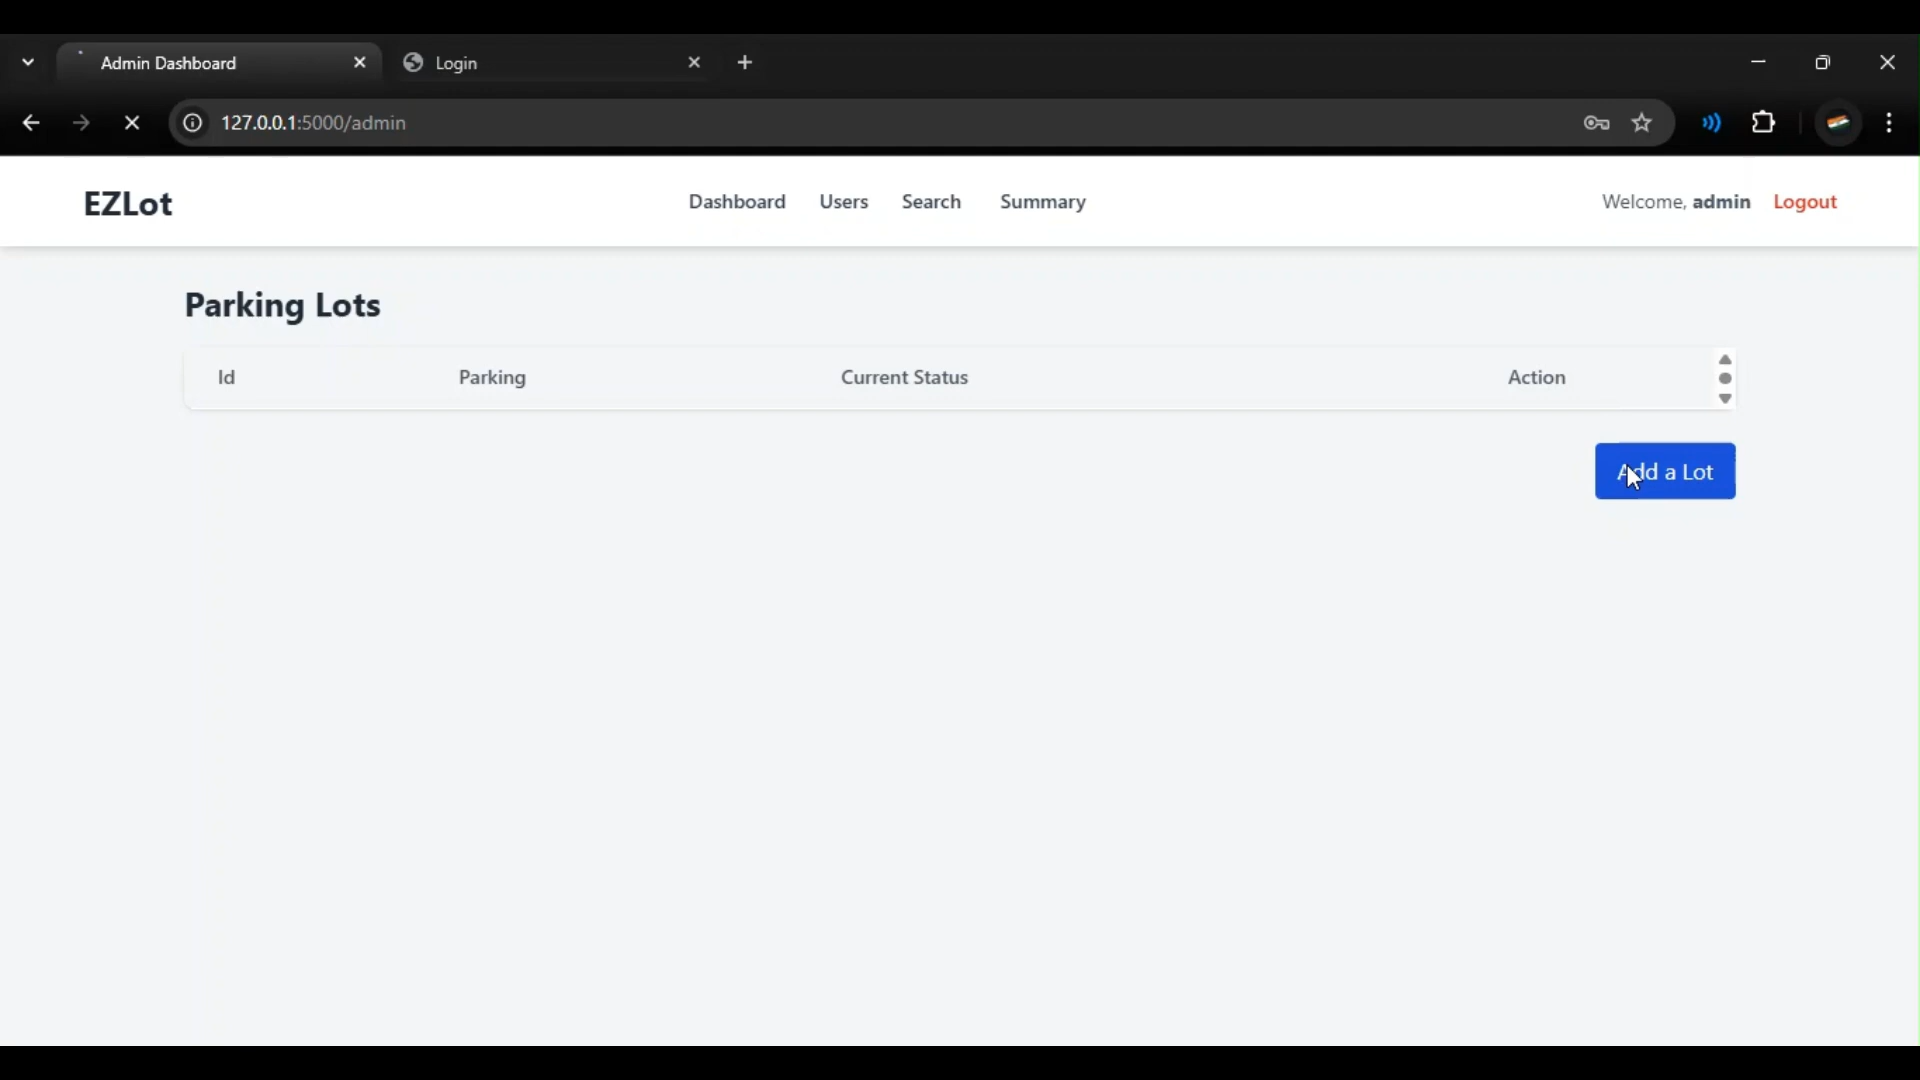 Admin Dashboard
Login
127.0.0.1:5000/admin
EZLot
Dashboard
Users
Search
Summary
Welcome, admin
Logout
Parking Lots
Id
Parking
Current Status
Action
Add a Lot